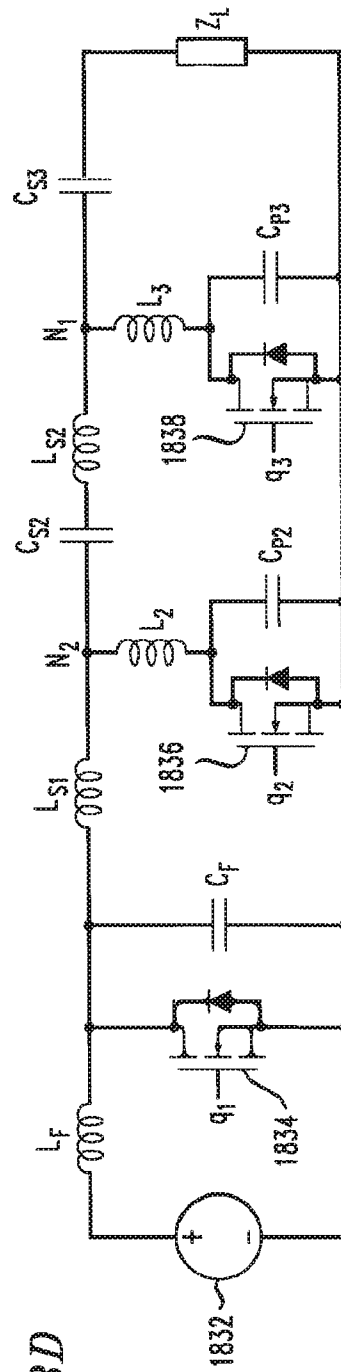 3D
1832
+
−
L_F
q_1
1834
C_F
L_S1
N_2
L_2
1836
q_2
C_P2
C_S2
L_S2
N_1
L_3
1838
q_3
C_P3
C_S3
Z_L